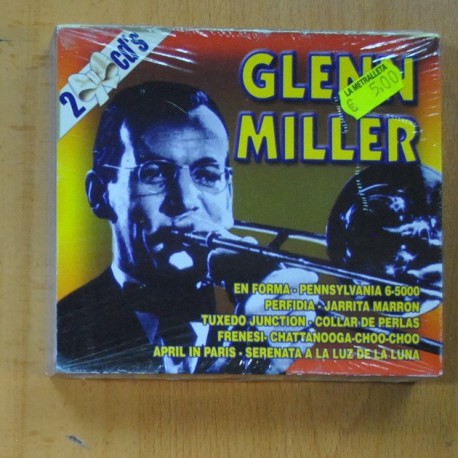 2 cd's
GLENN
MILLER
LA METRALLETA
€ 5,00
EN FORMA - PENNSYLVANIA 6-5000
PERFIDIA - JARRITA MARRON
TUXEDO JUNCTION - COLLAR DE PERLAS
FRENESI- CHATTANOOGA-CHOO-CHOO
APRIL IN PARIS - SERENATA A LA LUZ DE LA LUNA